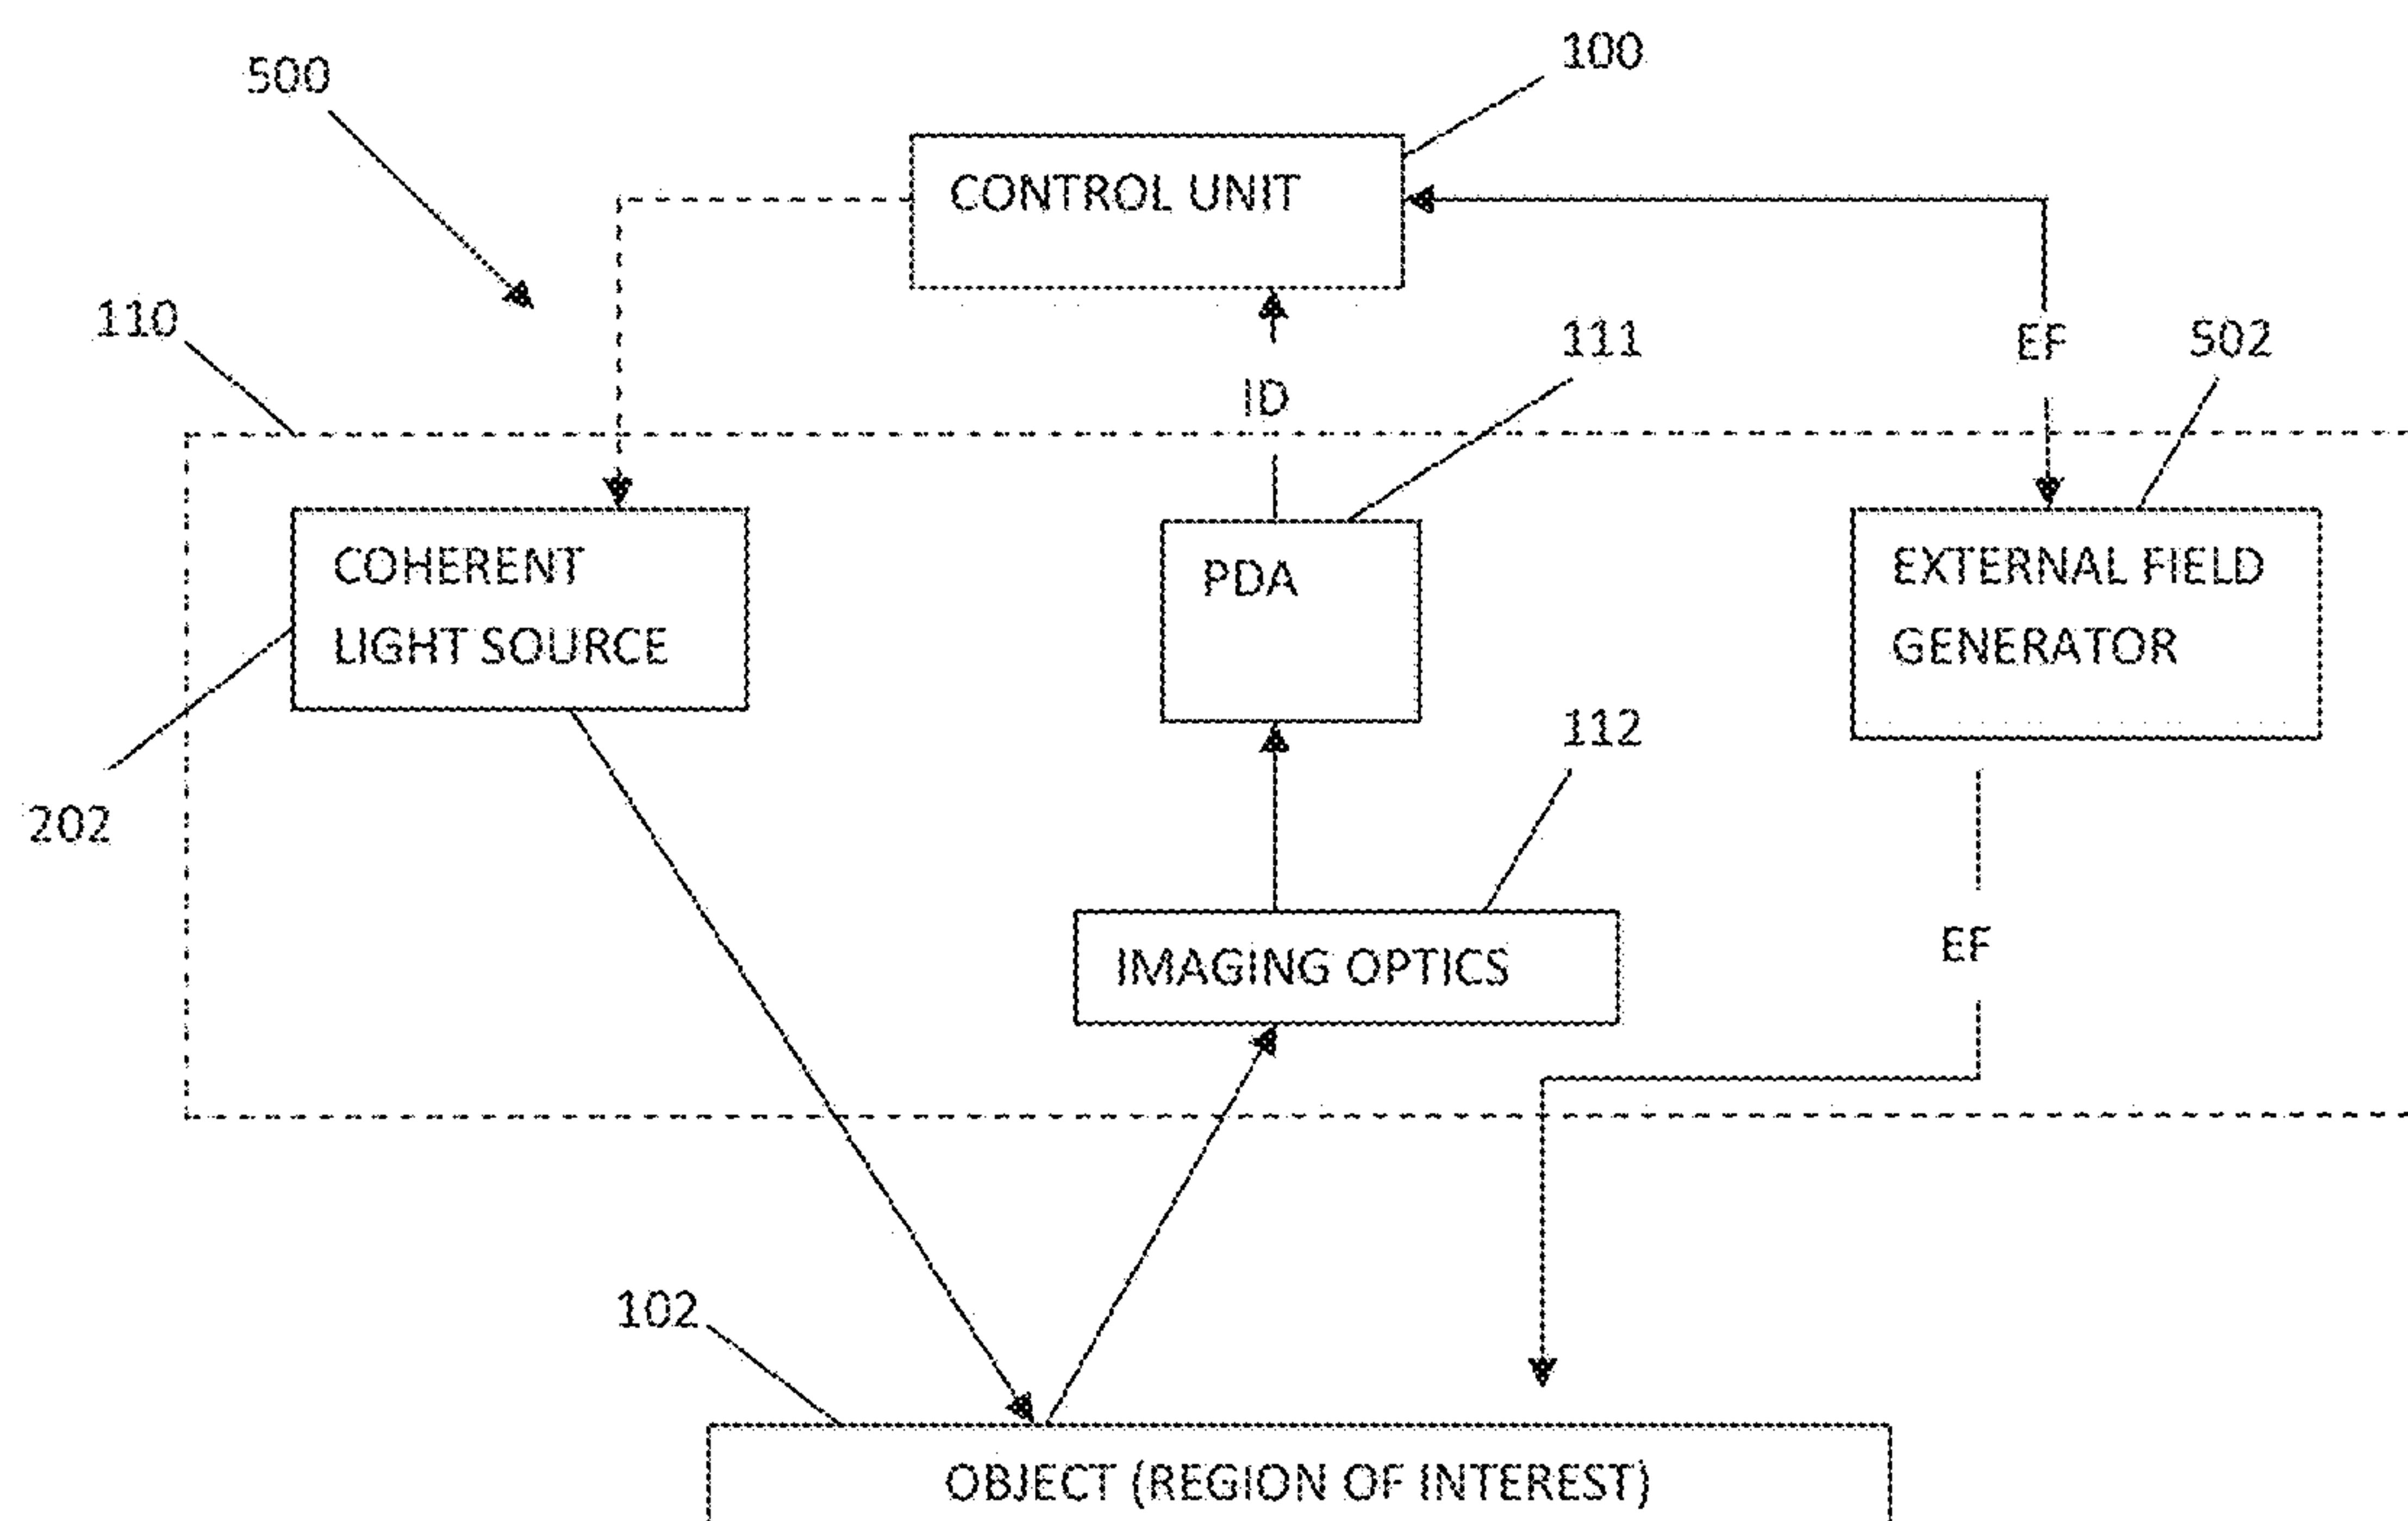 500
100
CONTROL UNIT
110
111
EF
502
ID
COHERENT
LIGHT SOURCE
PDA
EXTERNAL FIELD
GENERATOR
112
202
EF
IMAGING OPTICS
102
OBJECT (REGION OF INTEREST)